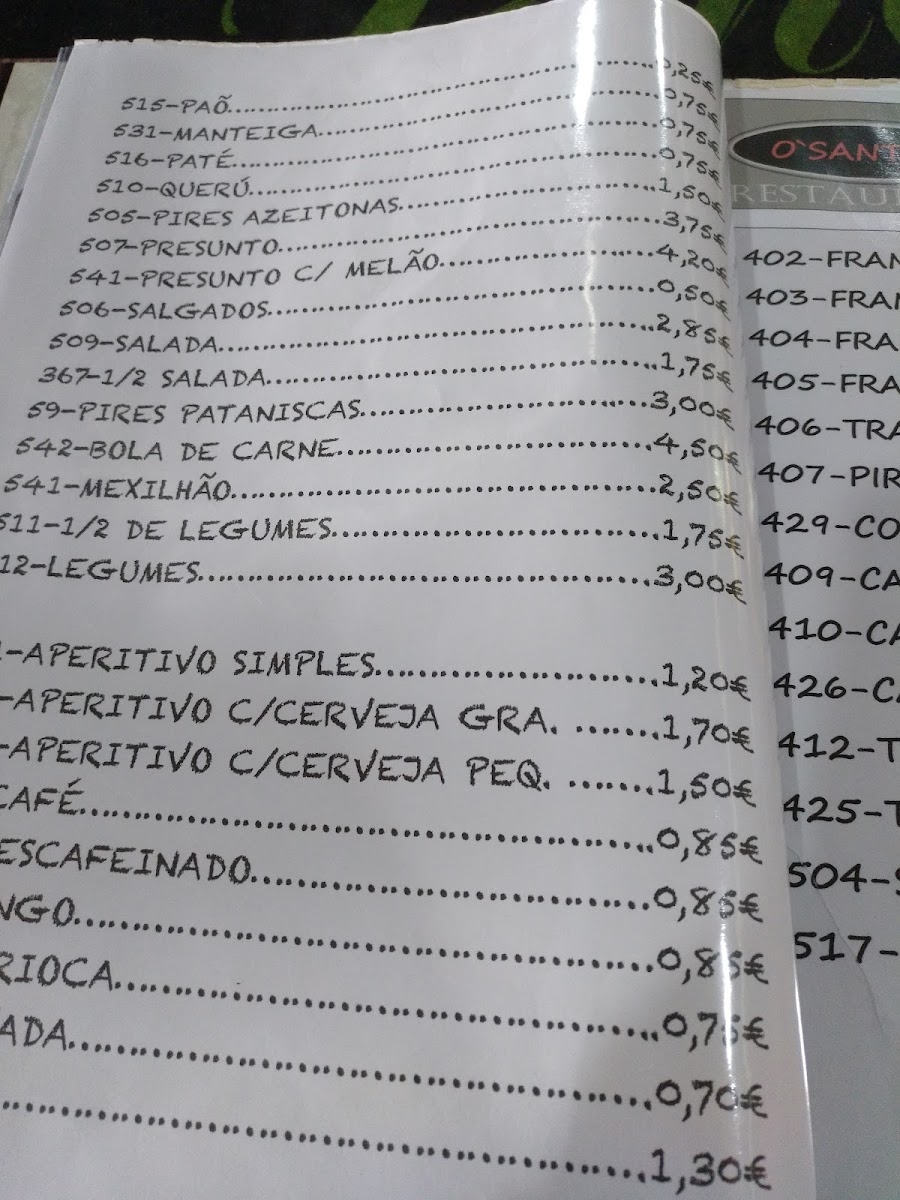 515-PAÕ........0,25€
531-MANTEIGA........0,75€
516-PATÉ........0,75€
510-QUERÚ........0,75€
505-PIRES AZEITONAS........1,50€
507-PRESUNTO........3,75€
541-PRESUNTO C/ MELÃO........4,20€
506-SALGADOS........0,50€
509-SALADA........2,85€
367-1/2 SALADA........1,75€
59-PIRES PATANISCAS........3,00€
542-BOLA DE CARNE........4,50€
541-MEXILHÃO........2,50€
511-1/2 DE LEGUMES........1,75€
12-LEGUMES........3,00€
-APERITIVO SIMPLES........1,20€
-APERITIVO C/CERVEJA GRA. .......1,70€
-APERITIVO C/CERVEJA PEQ. .......1,50€
CAFÉ........0,85€
ESCAFEINADO........0,85€
NGO........0,85€
RIOCA........0,75€
ADA........0,70€
........1,30€
O`SANT
RESTAU
402-FRAN
403-FRAN
404-FRA
405-FRA
406-TRA
407-PIR
429-CO
409-CA
410-CA
426-CA
412-T
425-T
504-S
517-